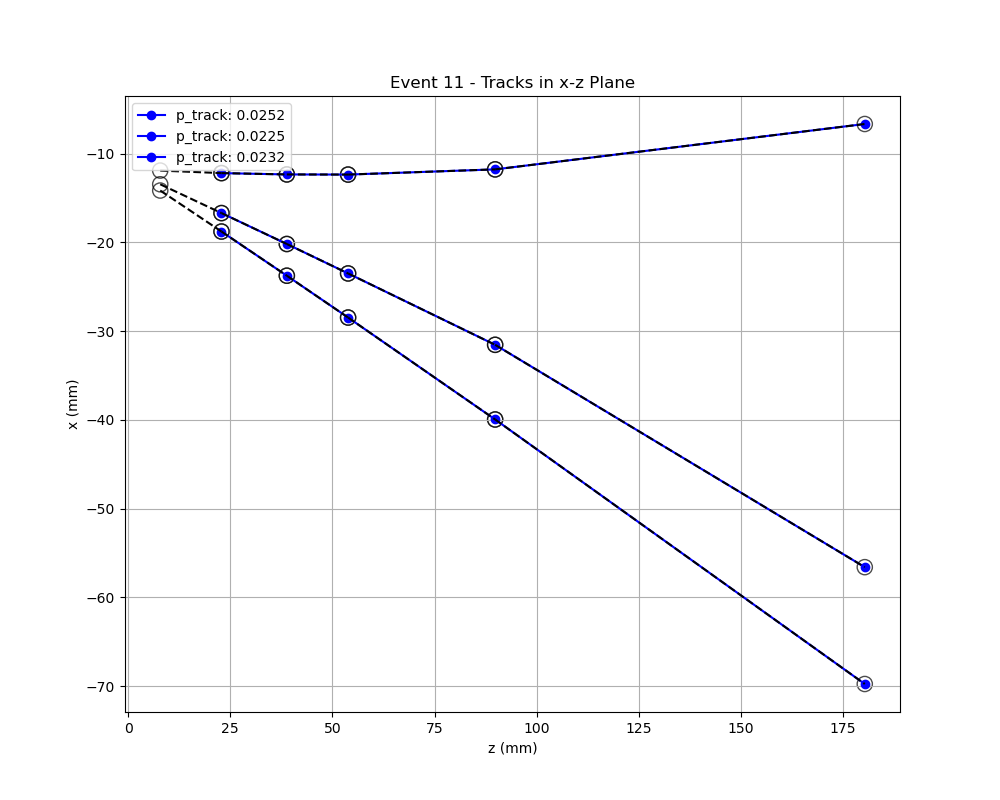 Event 11 - Tracks in x-z Plane
p_track: 0.0252
p_track: 0.0225
p_track: 0.0232
−10
−20
−30
−40
−50
−60
−70
x (mm)
0 25 50 75 100 125 150 175
z (mm)